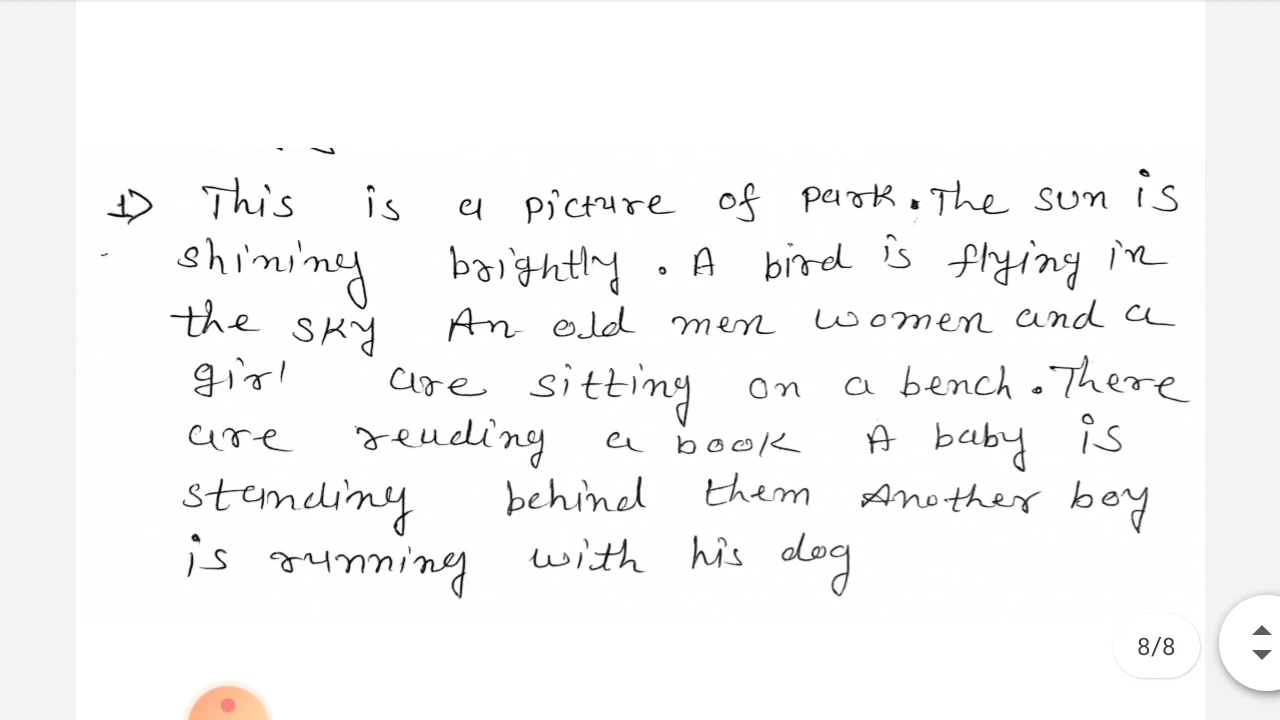 1) This is a picture of park. The sun is
shining brightly. A bird is flying in
the sky An old men women and a
girl are sitting on a bench. There
are reading a book A baby is
standing behind them Another boy
is running with his dog
8/8